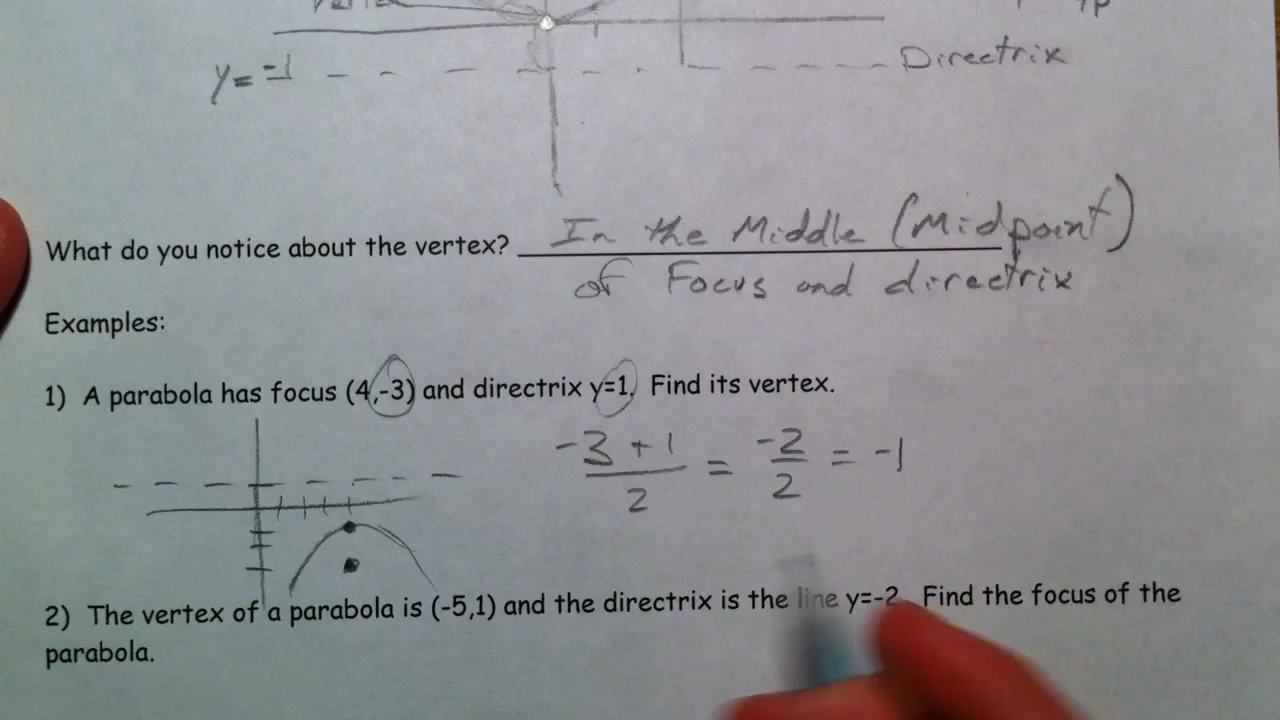 y = -1
Directrix
What do you notice about the vertex? In the Middle (Midpoint)
of Focus and directrix
Examples:
1) A parabola has focus (4,-3) and directrix y=1. Find its vertex.
-3 + 1 / 2 = -2 / 2 = -1
2) The vertex of a parabola is (-5,1) and the directrix is the line y=-2. Find the focus of the
parabola.